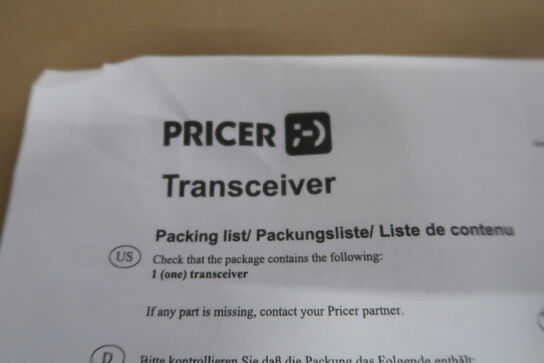 PRICER
Transceiver
Packing list/ Packungsliste/ Liste de contenu
US Check that the package contains the following:
1 (one) transceiver
If any part is missing, contact your Pricer partner.
D Bitte kontrollieren Sie daß die Packung das Folgende enthält: